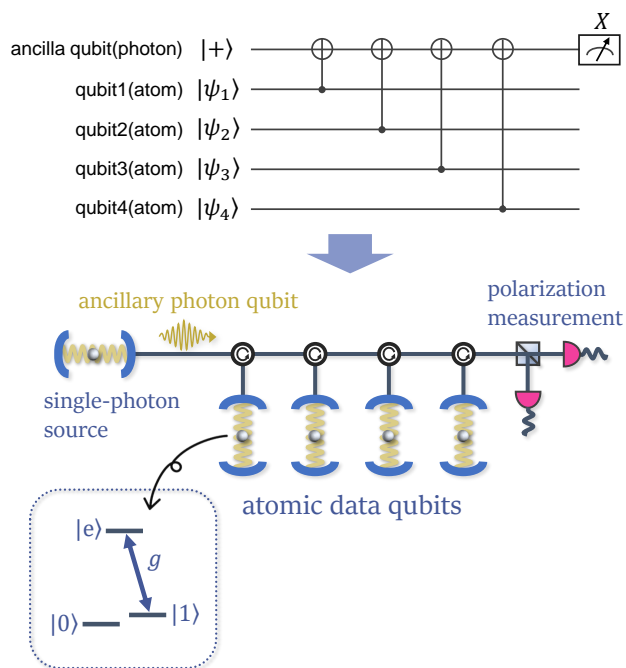 X
ancilla qubit(photon) |+⟩
qubit1(atom) |ψ₁⟩
qubit2(atom) |ψ₂⟩
qubit3(atom) |ψ₃⟩
qubit4(atom) |ψ₄⟩
ancillary photon qubit
polarization
measurement
single-photon
source
atomic data qubits
|e⟩
g
|0⟩ |1⟩